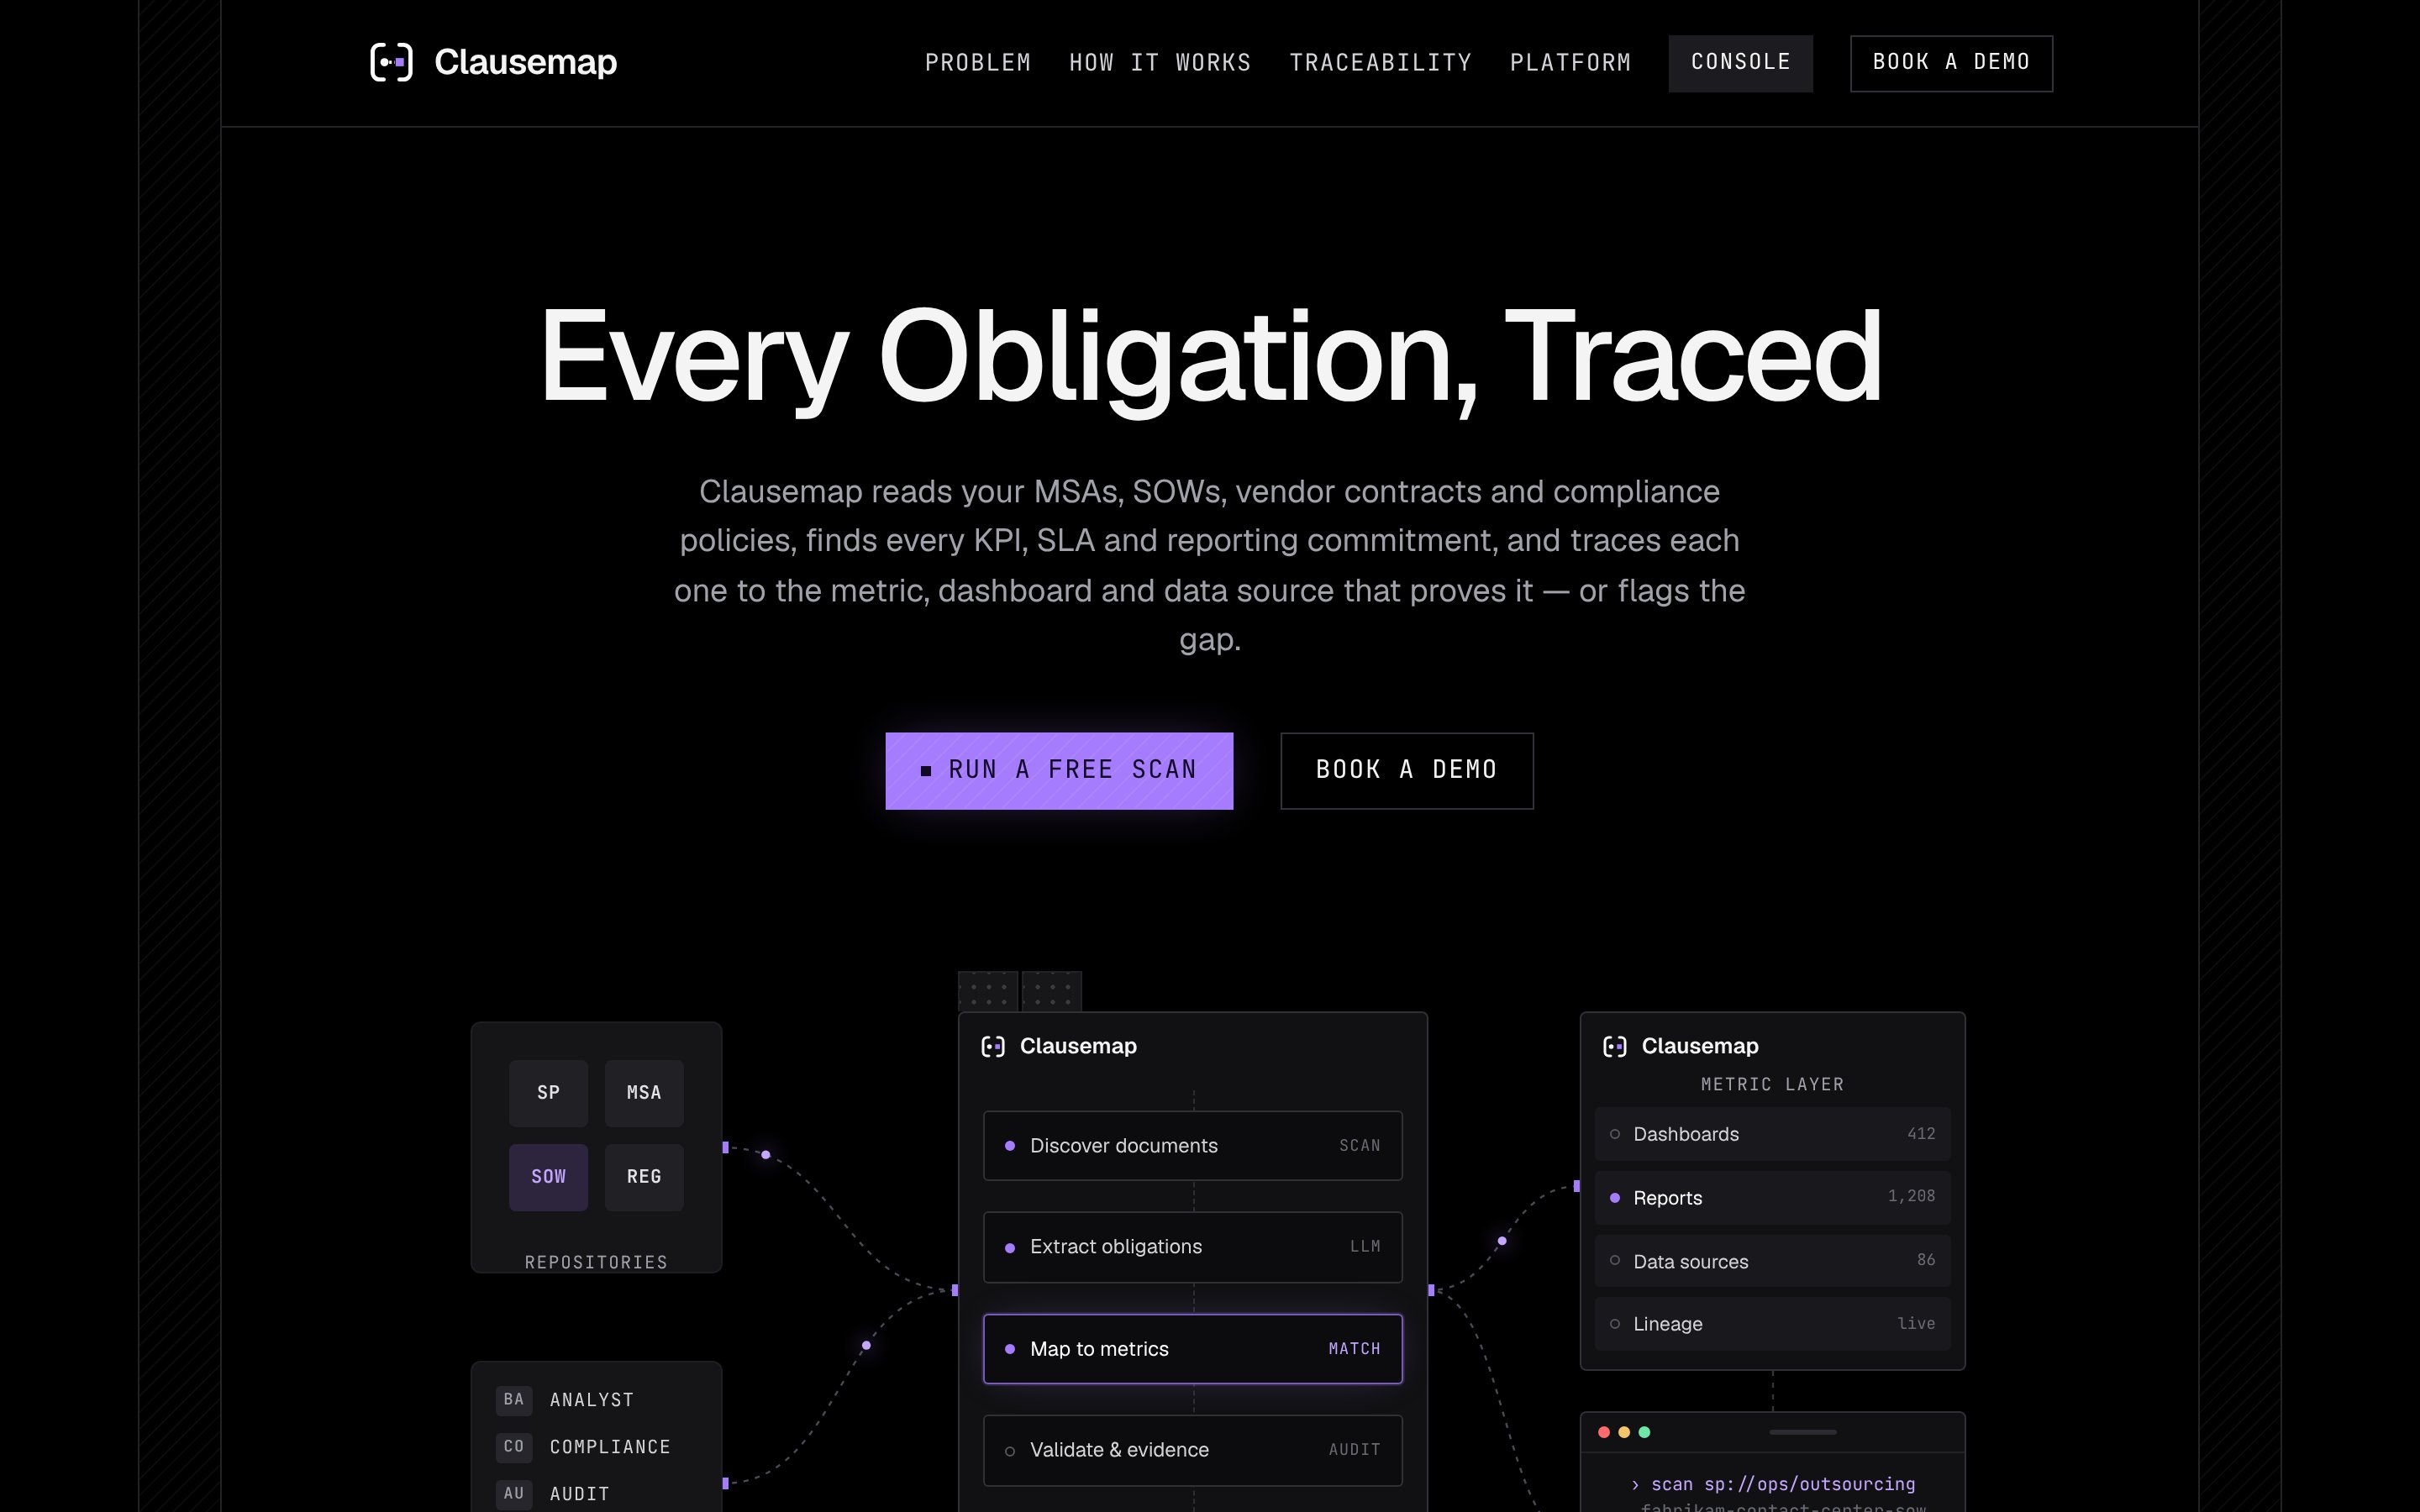 Clausemap
PROBLEM HOW IT WORKS TRACEABILITY PLATFORM CONSOLE BOOK A DEMO
Every Obligation, Traced
Clausemap reads your MSAs, SOWs, vendor contracts and compliance
policies, finds every KPI, SLA and reporting commitment, and traces each
one to the metric, dashboard and data source that proves it — or flags the
gap.
RUN A FREE SCAN
BOOK A DEMO
SP MSA
SOW REG
REPOSITORIES
BA ANALYST
CO COMPLIANCE
AU AUDIT
Clausemap
Discover documents SCAN
Extract obligations LLM
Map to metrics MATCH
Validate & evidence AUDIT
Clausemap
METRIC LAYER
Dashboards 412
Reports 1,208
Data sources 86
Lineage live
› scan sp://ops/outsourcing
fabrikam-contact-center-sow